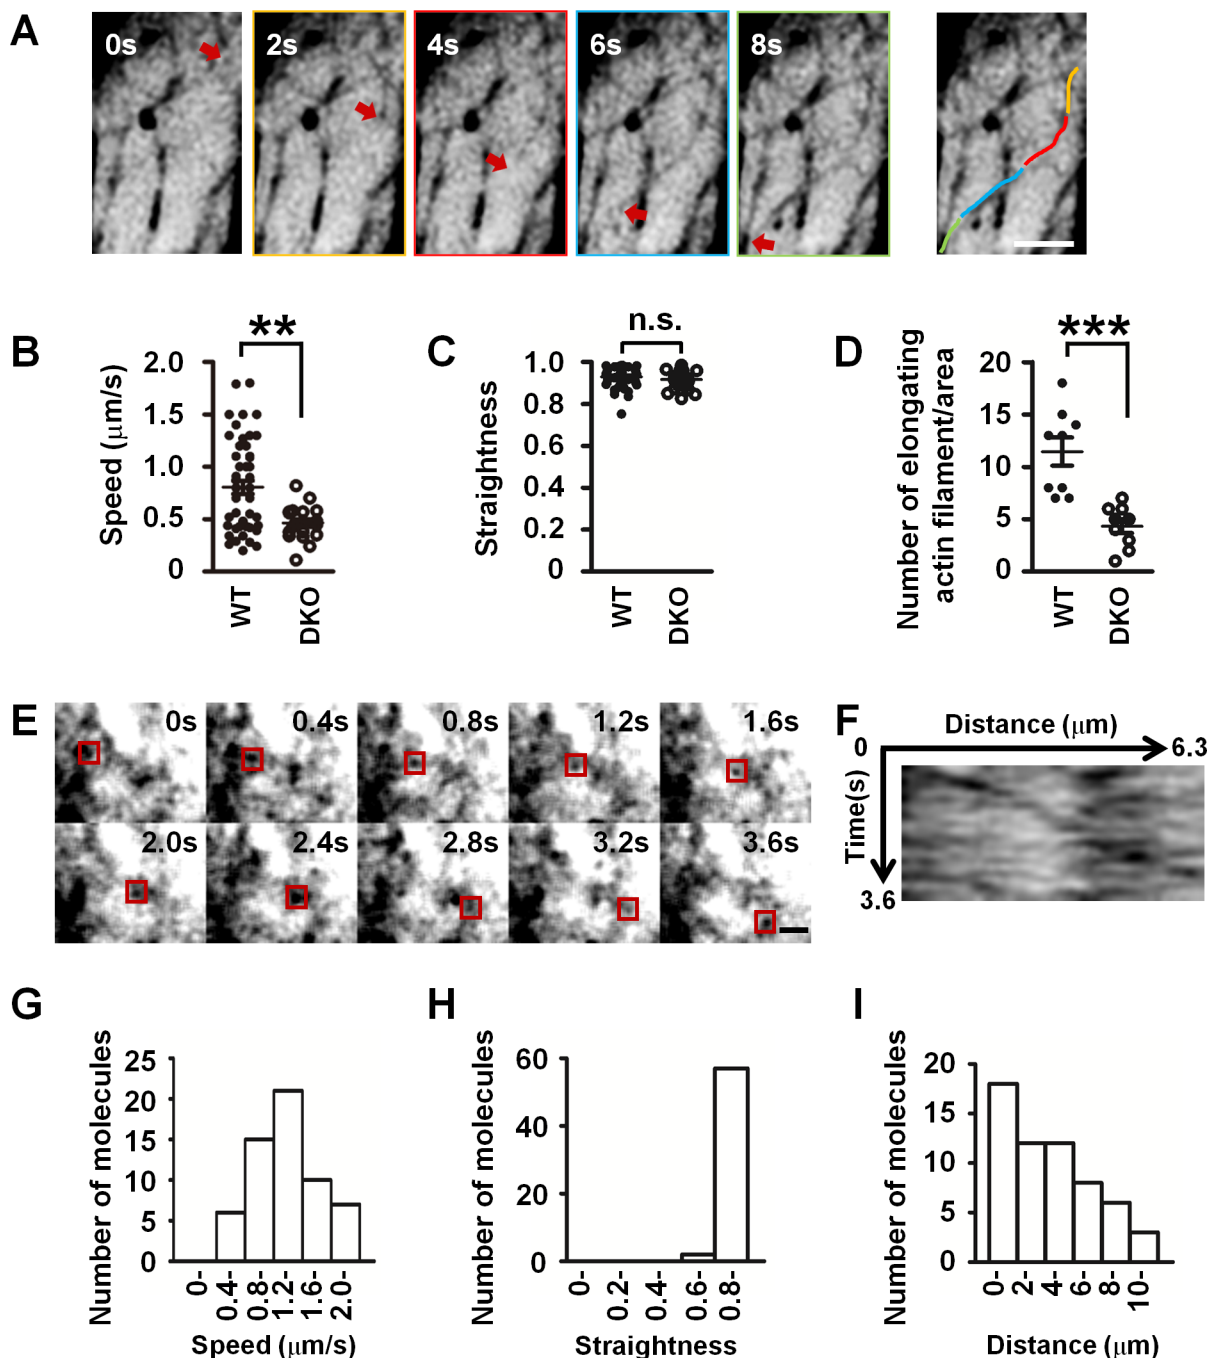 A
0s
2s
4s
6s
8s
B
**
Speed (μm/s)
2.0
1.5
1.0
0.5
0
WT
DKO
C
n.s.
Straightness
1.0
0.8
0.6
0.4
0.2
0
WT
DKO
D
***
Number of elongating
actin filament/area
20
15
10
5
0
WT
DKO
E
0s
0.4s
0.8s
1.2s
1.6s
2.0s
2.4s
2.8s
3.2s
3.6s
F
Distance (μm)
0
6.3
Time(s)
3.6
G
Number of molecules
25
20
15
10
5
0
0-
0.4-
0.8-
1.2-
1.6-
2.0-
Speed (μm/s)
H
Number of molecules
60
40
20
0
0-
0.2-
0.4-
0.6-
0.8-
Straightness
I
Number of molecules
20
15
10
5
0
0-
2-
4-
6-
8-
10-
Distance (μm)